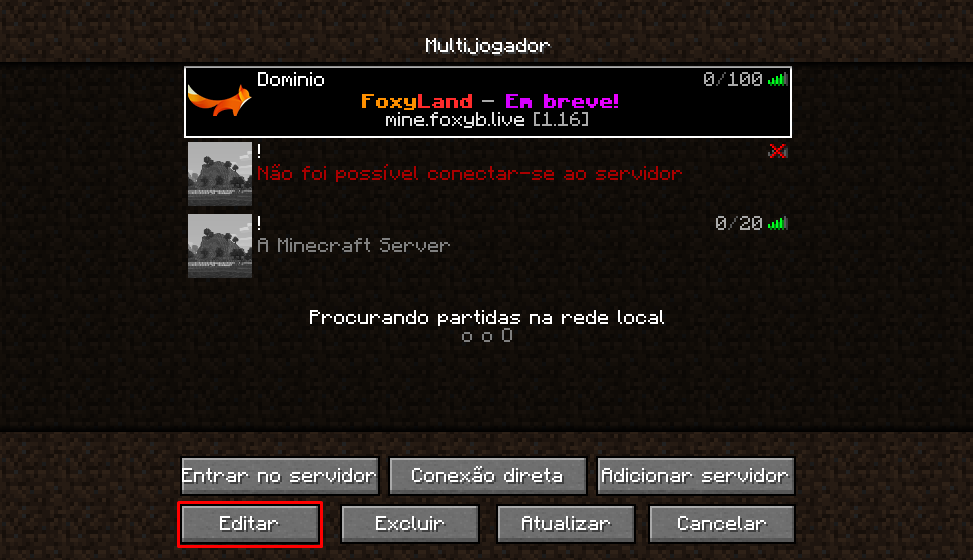 Multijogador
Dominio 0/100
FoxyLand - Em breve!
mine.foxyb.live [1.16]
!
Não foi possível conectar-se ao servidor
! 0/20
A Minecraft Server
Procurando partidas na rede local
o o O
Entrar no servidor Conexão direta Adicionar servidor
Editar Excluir Atualizar Cancelar